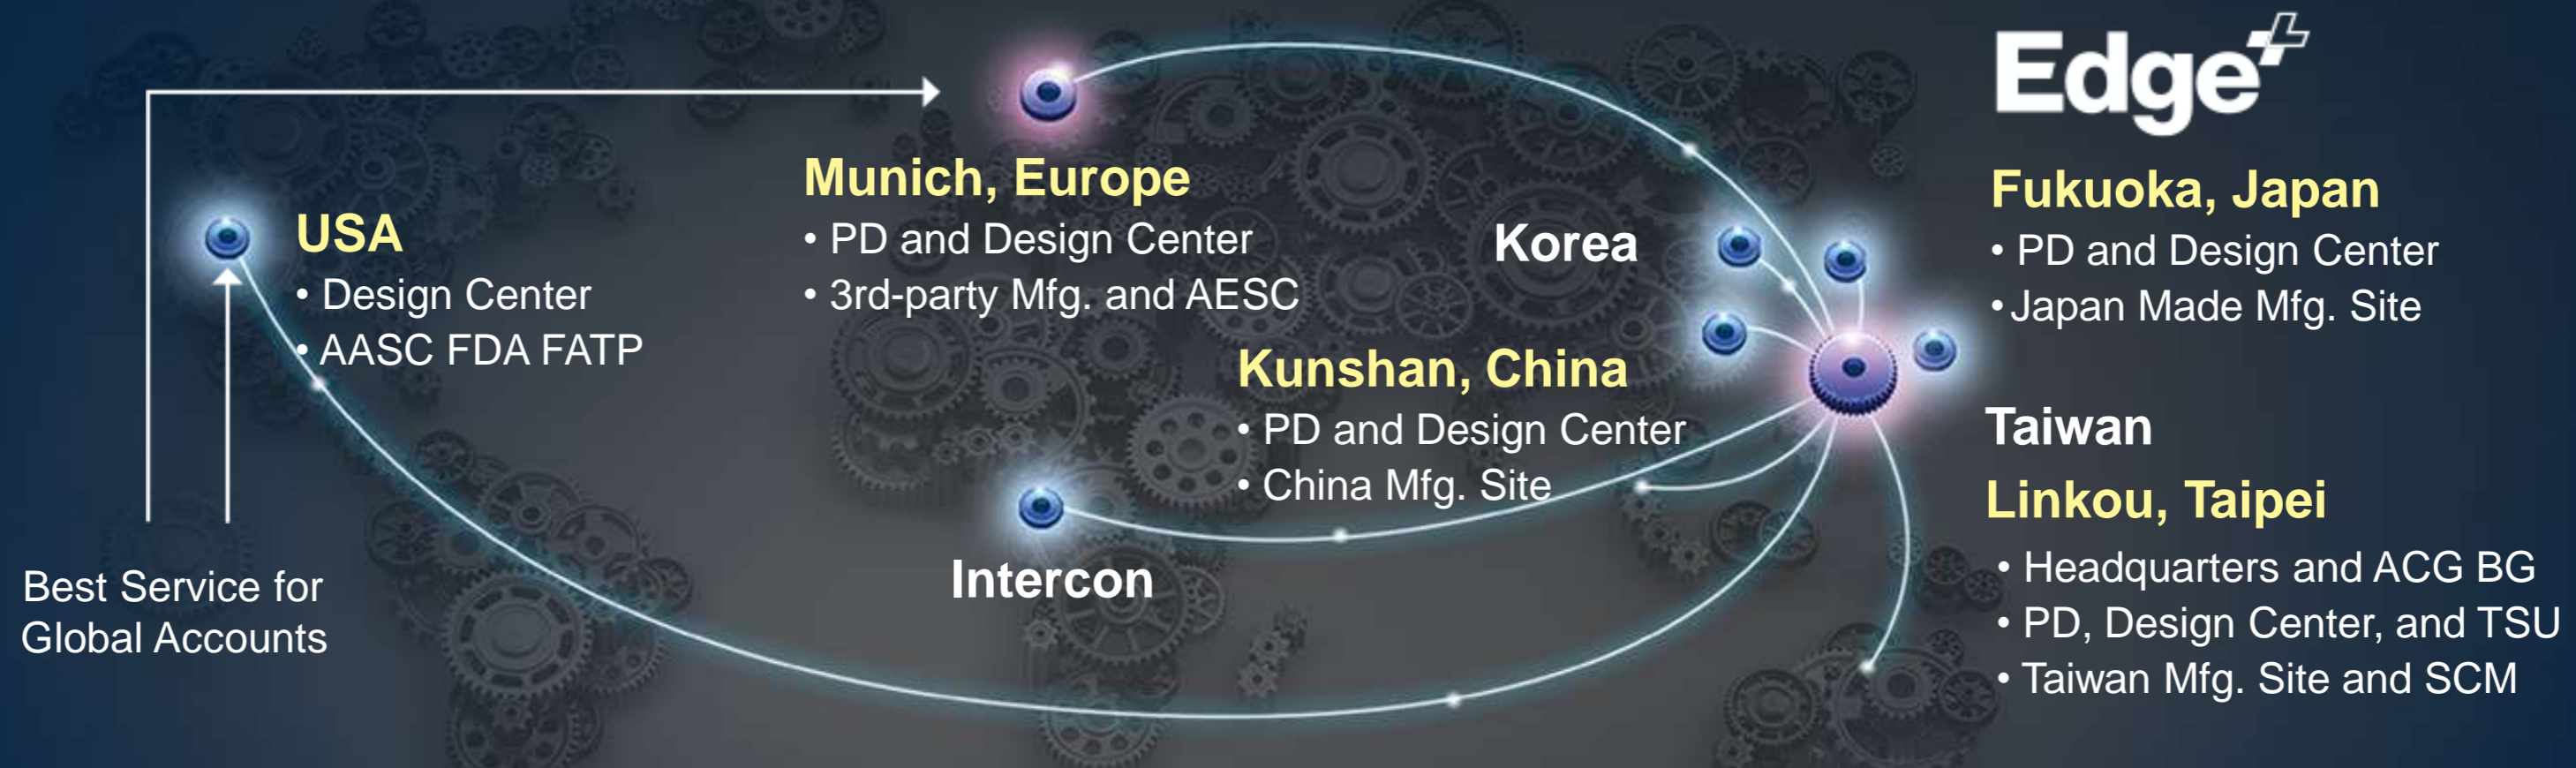 Edge+
USA
• Design Center
• AASC FDA FATP
Best Service for
Global Accounts
Munich, Europe
• PD and Design Center
• 3rd-party Mfg. and AESC
Korea
Kunshan, China
• PD and Design Center
• China Mfg. Site
Intercon
Fukuoka, Japan
• PD and Design Center
• Japan Made Mfg. Site
Taiwan
Linkou, Taipei
• Headquarters and ACG BG
• PD, Design Center, and TSU
• Taiwan Mfg. Site and SCM